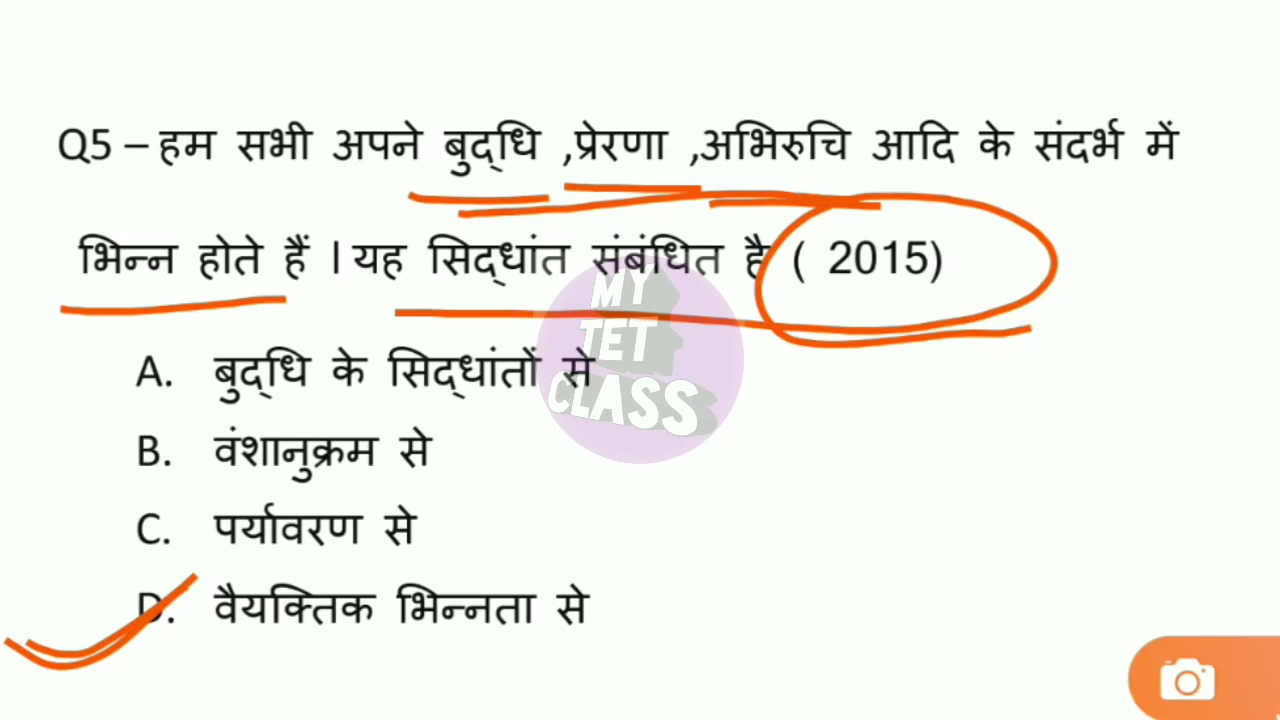 Q5 – हम सभी अपने बुद्धि ,प्रेरणा ,अभिरुचि आदि के संदर्भ में
भिन्न होते हैं । यह सिद्धांत संबंधित है ( 2015)
A. बुद्धि के सिद्धांतों से
B. वंशानुक्रम से
C. पर्यावरण से
D. वैयक्तिक भिन्नता से
MY
TET
CLASS